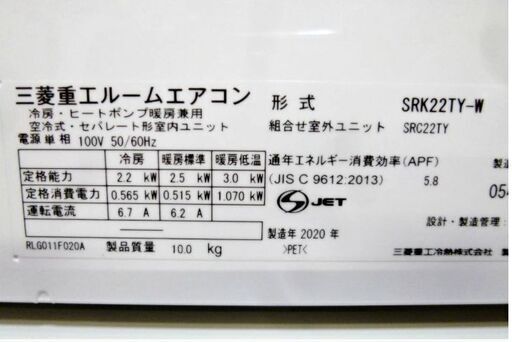 三菱重工ルームエアコン
冷房・ヒートポンプ暖房兼用
空冷式・セパレート形室内ユニット
電源単相 100V 50/60Hz
形式 SRK22TY-W
組合せ室外ユニット SRC22TY
冷房 暖房標準 暖房低温
定格能力 2.2 kW 2.5 kW 3.0 kW
定格消費電力 0.565 kW 0.515 kW 1.070 kW
運転電流 6.7 A 6.2 A
RLG011F020A 製品質量 10.0 kg
通年エネルギー消費効率(APF)
(JIS C 9612:2013) 5.8
JET
製造年 2020 年
>PET<
製造
054
設計・製造管理
三菱重工冷熱株式会社 製